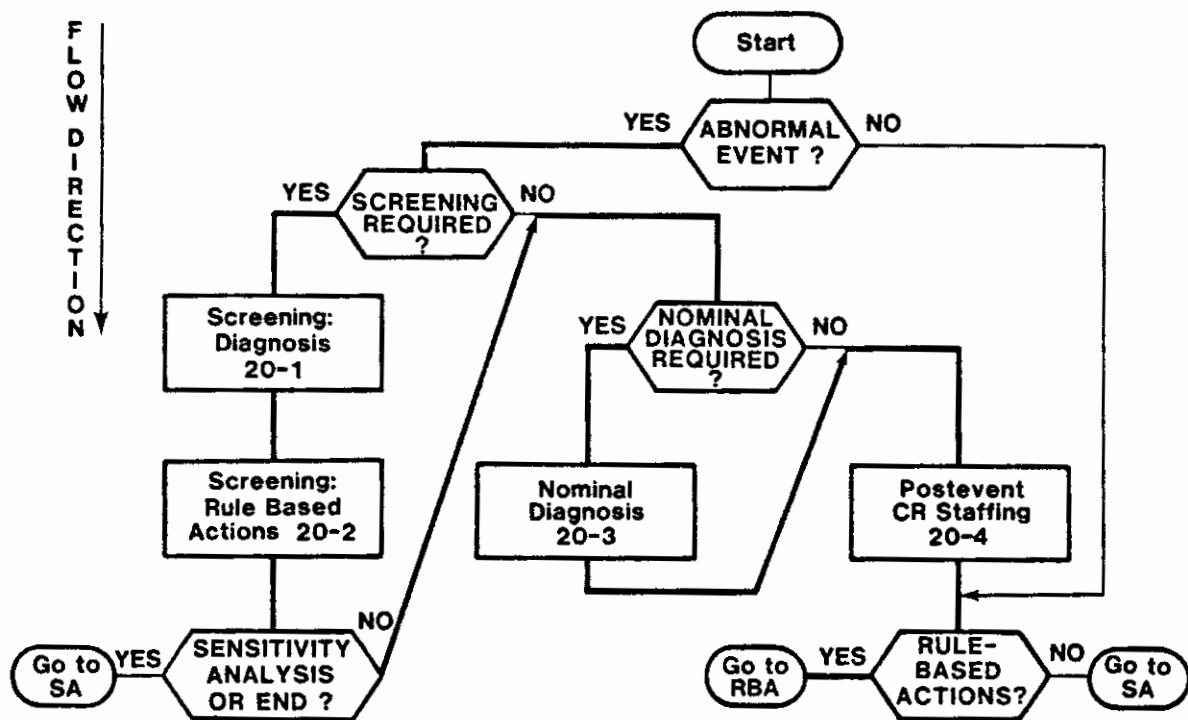 FLOW DIRECTION
Start
ABNORMAL
EVENT ?
YES
NO
SCREENING
REQUIRED
?
YES
NO
Screening:
Diagnosis
20-1
NOMINAL
DIAGNOSIS
REQUIRED
?
YES
NO
Screening:
Rule Based
Actions 20-2
Nominal
Diagnosis
20-3
Postevent
CR Staffing
20-4
SENSITIVITY
ANALYSIS
OR END ?
YES
NO
Go to
SA
RULE-
BASED
ACTIONS?
YES
NO
Go to
RBA
Go to
SA